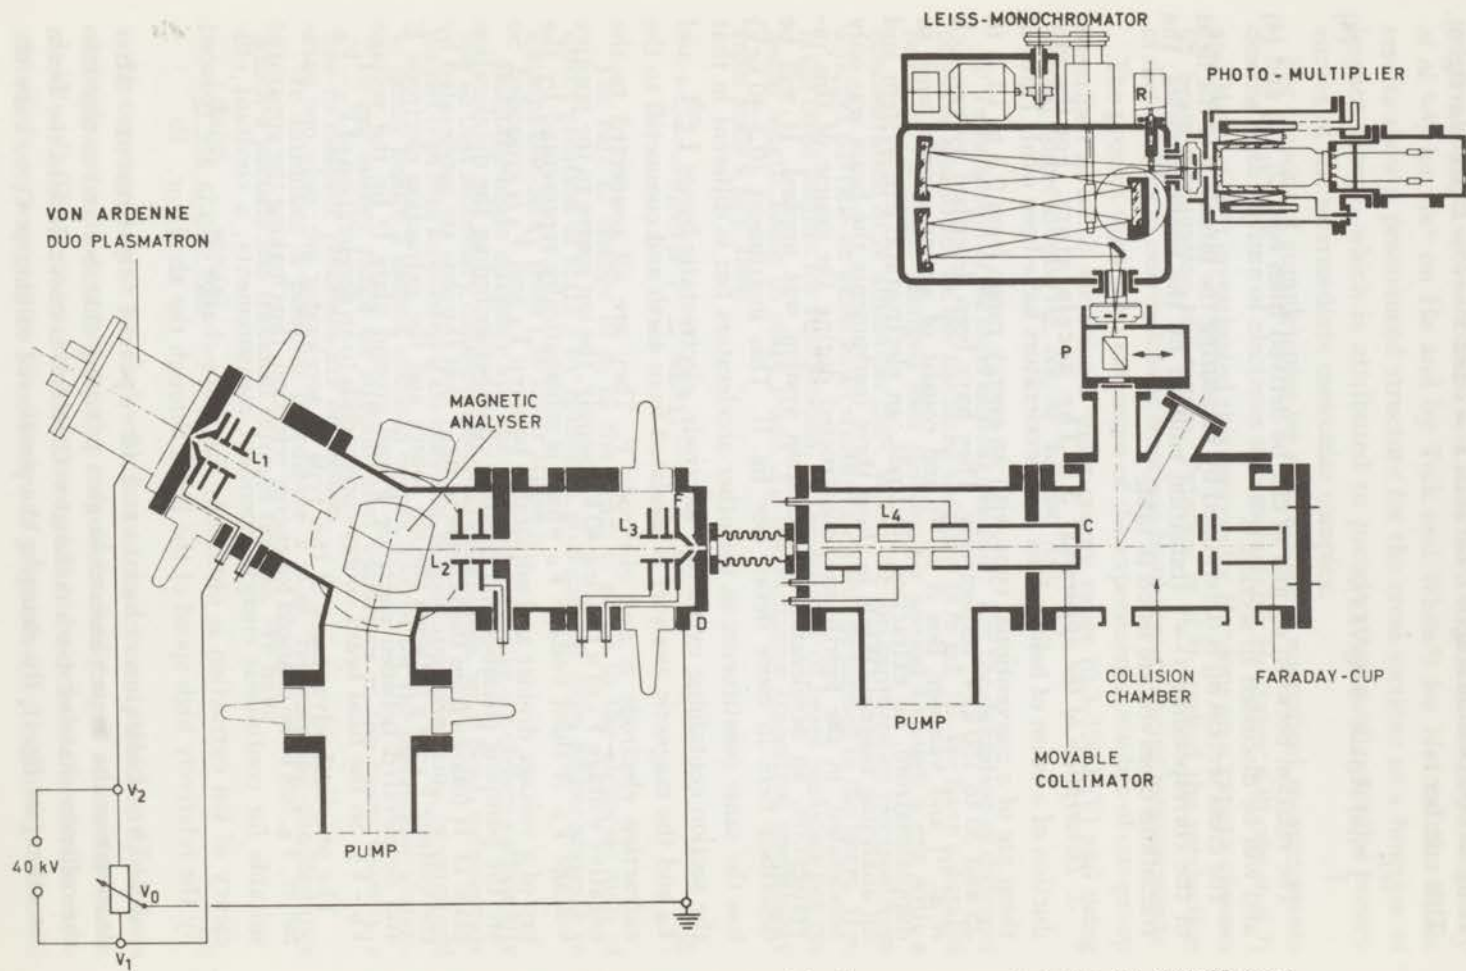 LEISS-MONOCHROMATOR
PHOTO - MULTIPLIER
R
VON ARDENNE
DUO PLASMATRON
P
MAGNETIC
ANALYSER
L1
L2
L3
F
D
L4
C
COLLISION
CHAMBER
FARADAY-CUP
PUMP
MOVABLE
COLLIMATOR
V2
40 kV
V0
V1
PUMP